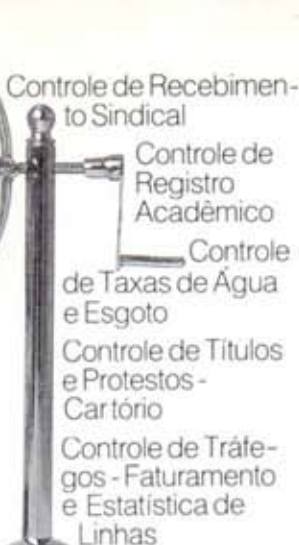 Controle de Recebimen-
to Sindical
Controle de
Registro
Acadêmico
Controle
de Taxas de Água
e Esgoto
Controle de Títulos
e Protestos -
Cartório
Controle de Tráfe-
gos - Faturamento
e Estatística de
Linhas